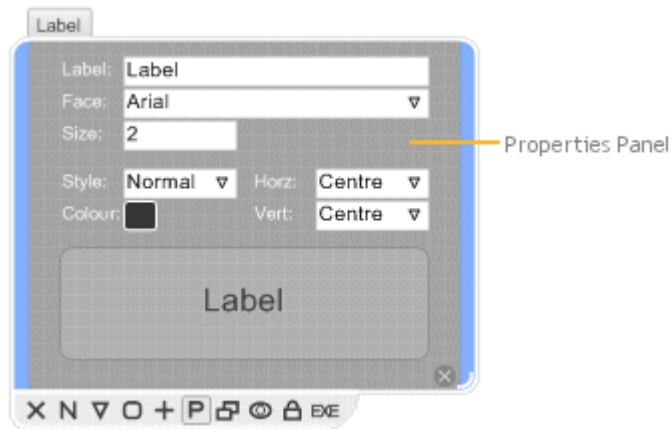 Label
Label: Label
Face: Arial
Size: 2
Properties Panel
Style: Normal Horz: Centre
Colour: Vert: Centre
Label
N P EXE